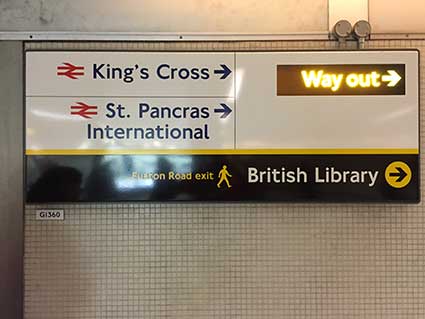 King's Cross →
St. Pancras →
International
Way out →
Euston Road exit
British Library →
G1360